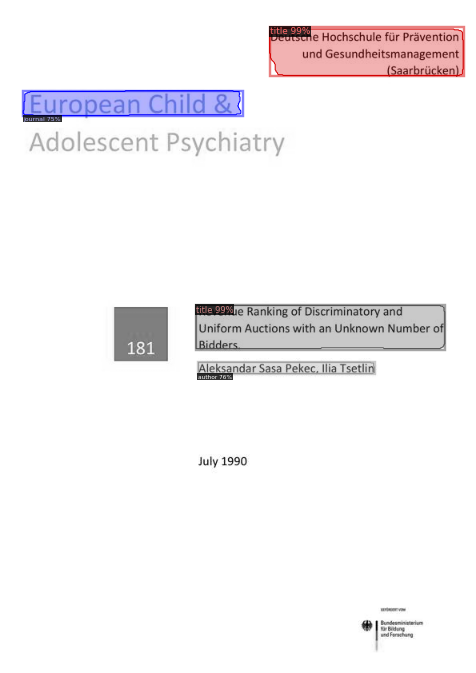 title 99%
Deutsche Hochschule für Prävention
und Gesundheitsmanagement
(Saarbrücken)
European Child &
journal 75%
Adolescent Psychiatry
title 99%
Ranking of Discriminatory and
Uniform Auctions with an Unknown Number of
Bidders.
181
Aleksandar Sasa Pekec, Ilia Tsetlin
author 76%
July 1990
GEFÖRDERT VOM
Bundesministerium
für Bildung
und Forschung